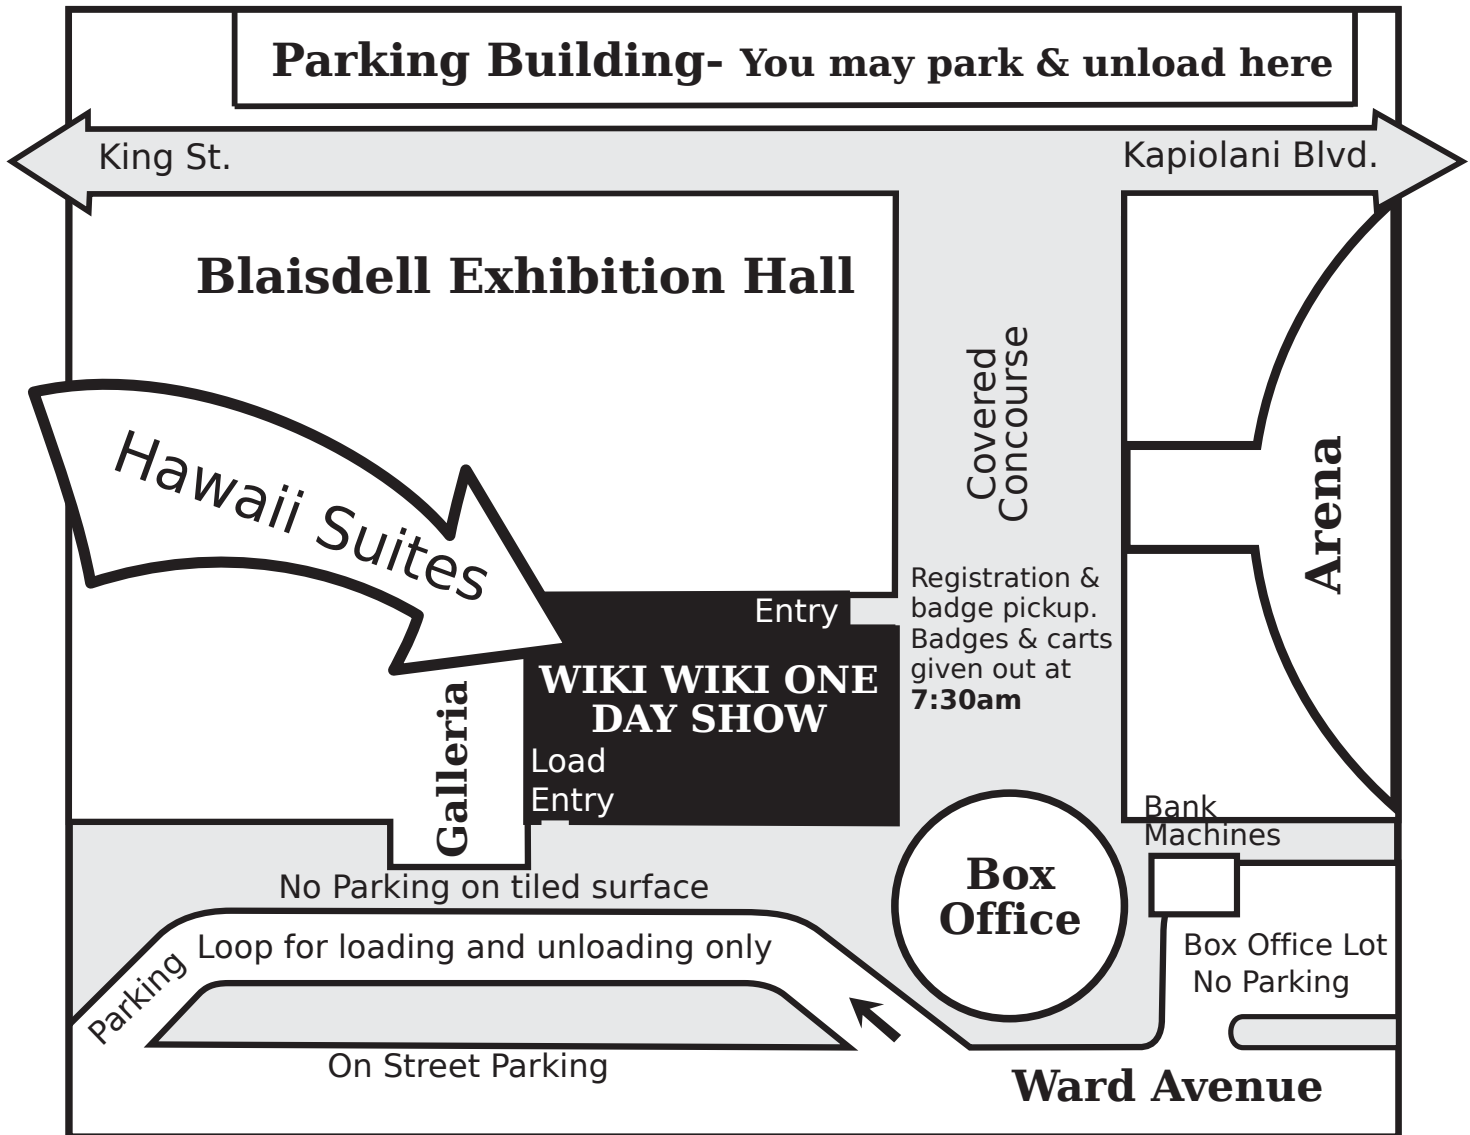 Parking Building- You may park & unload here
King St.
Kapiolani Blvd.
Blaisdell Exhibition Hall
Covered
Concourse
Hawaii Suites
Arena
Registration &
badge pickup.
Badges & carts
given out at
7:30am
Entry
WIKI WIKI ONE
DAY SHOW
Load
Entry
Galleria
Bank
Machines
Box
Office
No Parking on tiled surface
Loop for loading and unloading only
Parking
Box Office Lot
No Parking
On Street Parking
Ward Avenue